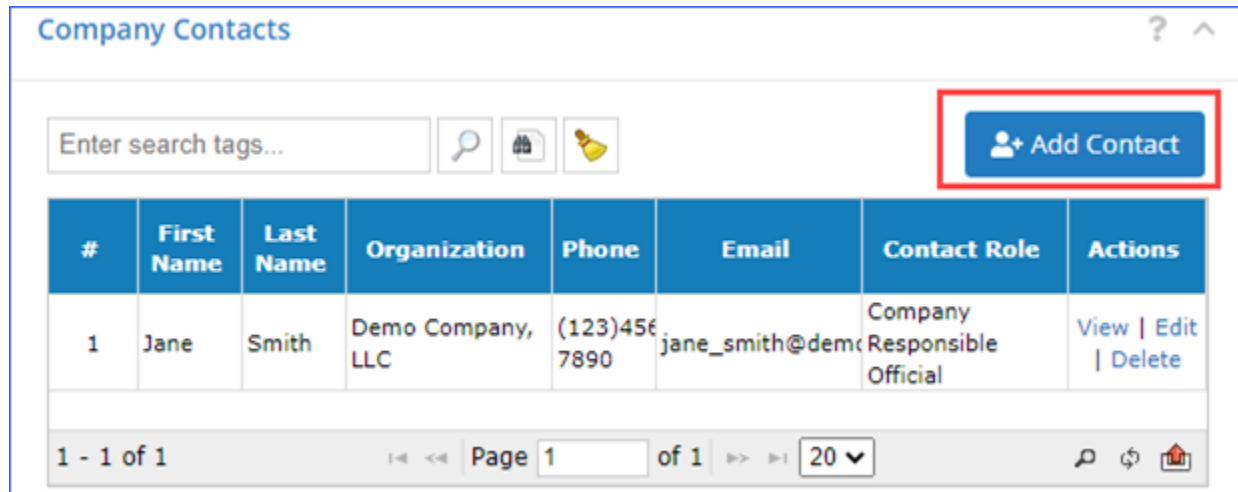 Company Contacts ?
Enter search tags... Add Contact
# First Name Last Name Organization Phone Email Contact Role Actions
1 Jane Smith Demo Company, LLC (123)456 7890 jane_smith@demo Company Responsible Official View | Edit | Delete
1 - 1 of 1 Page 1 of 1 20